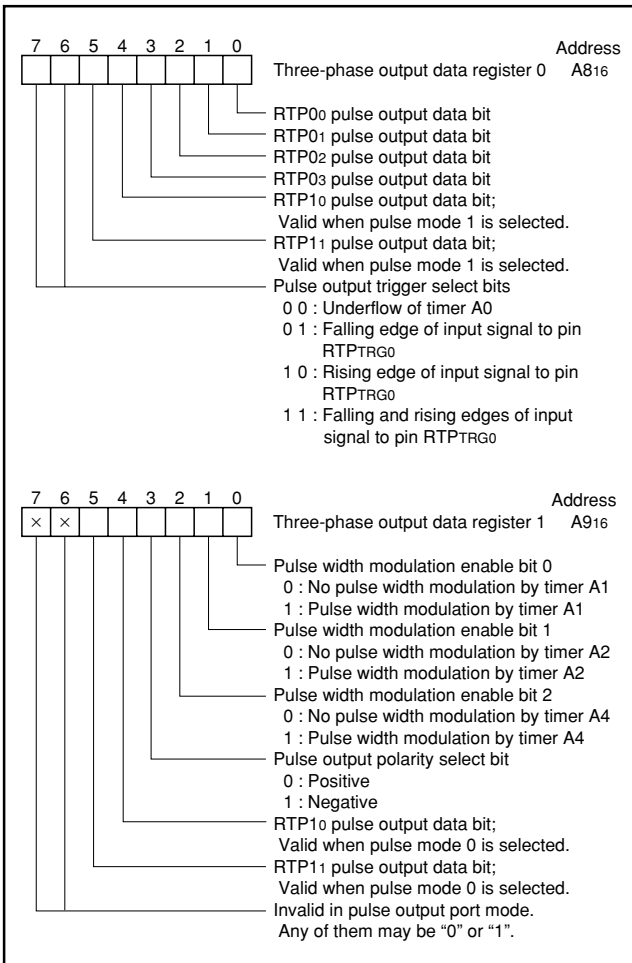 7 6 5 4 3 2 1 0 Address
Three-phase output data register 0 A816
RTP00 pulse output data bit
RTP01 pulse output data bit
RTP02 pulse output data bit
RTP03 pulse output data bit
RTP10 pulse output data bit;
Valid when pulse mode 1 is selected.
RTP11 pulse output data bit;
Valid when pulse mode 1 is selected.
Pulse output trigger select bits
0 0 : Underflow of timer A0
0 1 : Falling edge of input signal to pin
RTPTRG0
1 0 : Rising edge of input signal to pin
RTPTRG0
1 1 : Falling and rising edges of input
signal to pin RTPTRG0
7 6 5 4 3 2 1 0 Address
× × Three-phase output data register 1 A916
Pulse width modulation enable bit 0
0 : No pulse width modulation by timer A1
1 : Pulse width modulation by timer A1
Pulse width modulation enable bit 1
0 : No pulse width modulation by timer A2
1 : Pulse width modulation by timer A2
Pulse width modulation enable bit 2
0 : No pulse width modulation by timer A4
1 : Pulse width modulation by timer A4
Pulse output polarity select bit
0 : Positive
1 : Negative
RTP10 pulse output data bit;
Valid when pulse mode 0 is selected.
RTP11 pulse output data bit;
Valid when pulse mode 0 is selected.
Invalid in pulse output port mode.
Any of them may be “0” or “1”.